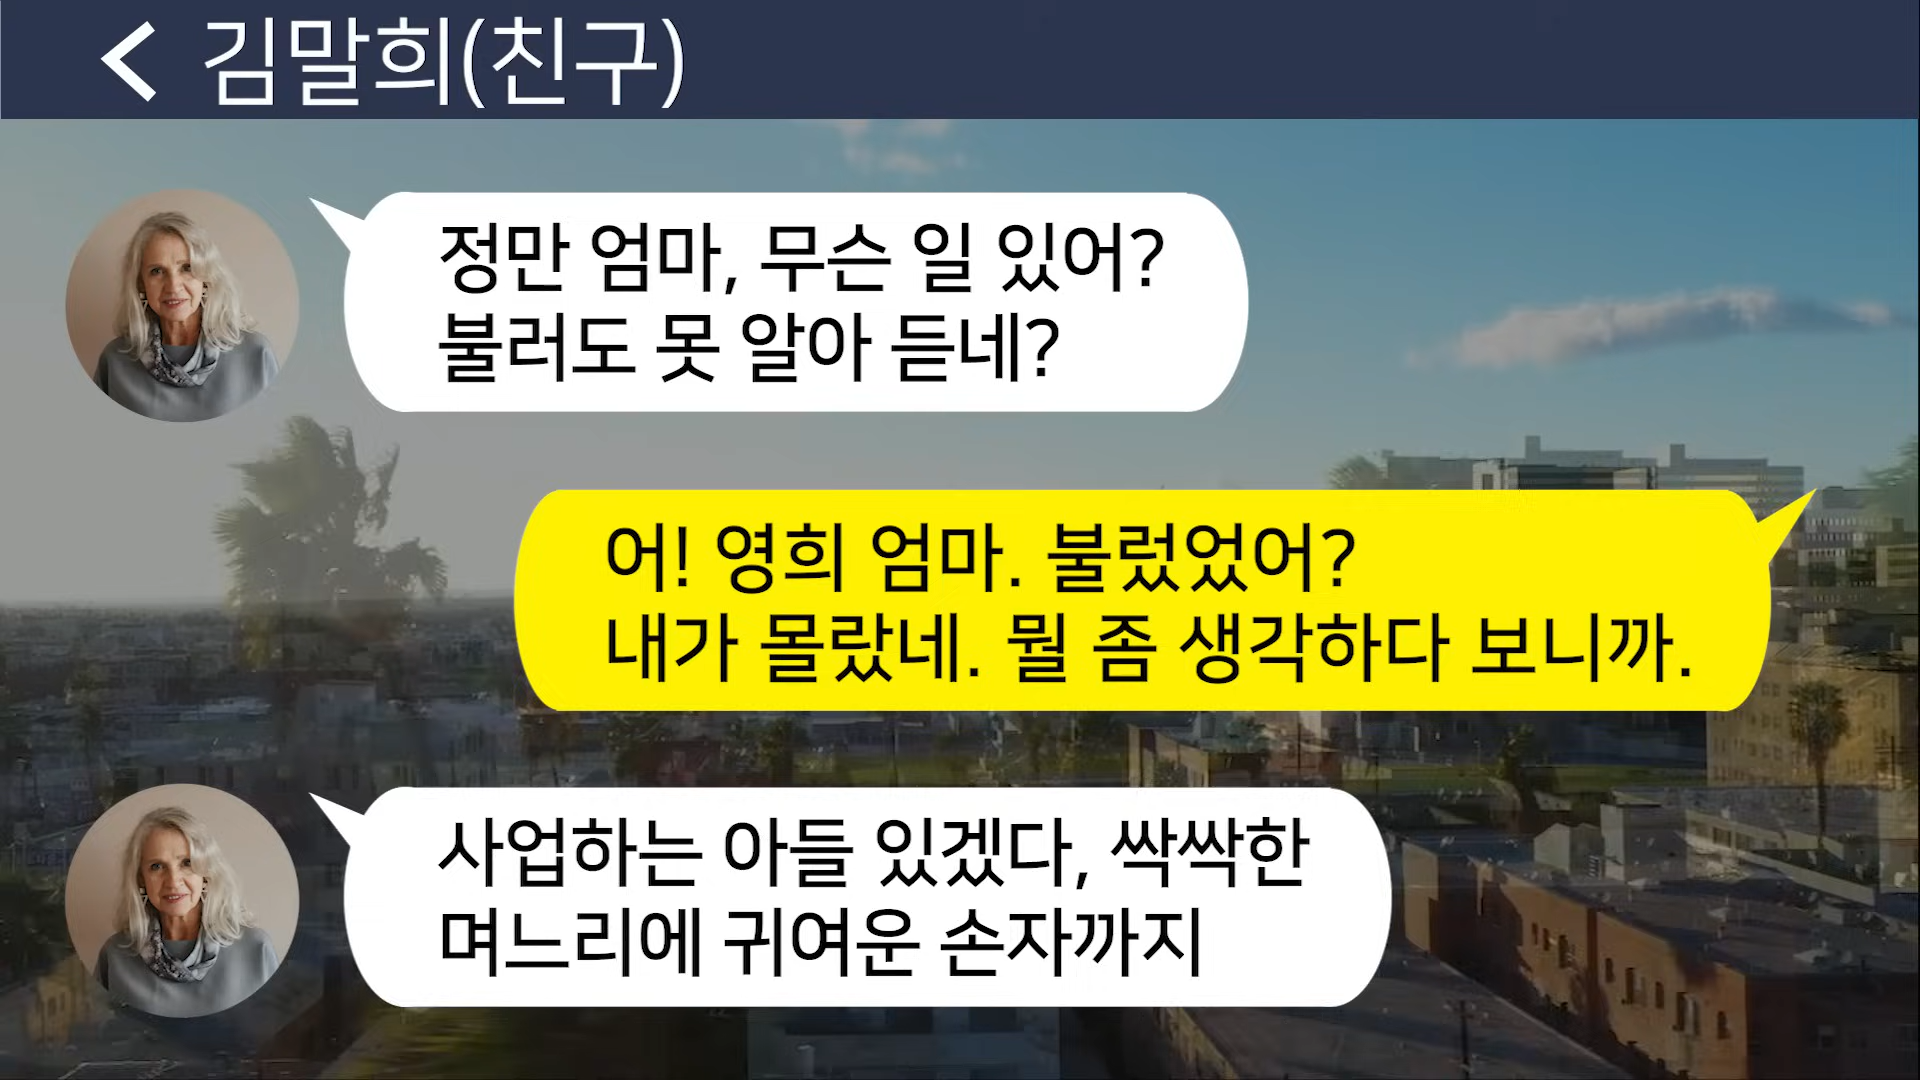 김말희(친구)
정만 엄마, 무슨 일 있어?
불러도 못 알아 듣네?
어! 영희 엄마. 불렀었어?
내가 몰랐네. 뭘 좀 생각하다 보니까.
사업하는 아들 있겠다, 싹싹한
며느리에 귀여운 손자까지